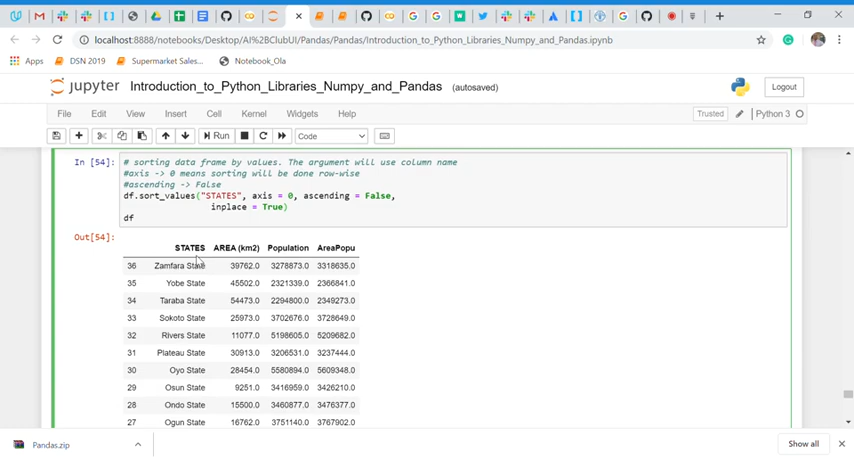 localhost:8888/notebooks/Desktop/AI%2BClubUI/Pandas/Pandas/Introduction_to_Python_Libraries_Numpy_and_Pandas.ipynb
Apps DSN 2019 Supermarket Sales... Notebook_Ola
jupyter Introduction_to_Python_Libraries_Numpy_and_Pandas (autosaved) Logout
File Edit View Insert Cell Kernel Widgets Help Trusted Python 3
Run Code
In [54]: # sorting data frame by values. The argument will use column name
#axis -> 0 means sorting will be done row-wise
#ascending -> False
df.sort_values("STATES", axis = 0, ascending = False,
inplace = True)
df
Out[54]:
STATES AREA (km2) Population AreaPopu
36 Zamfara State 39762.0 3278873.0 3318635.0
35 Yobe State 45502.0 2321339.0 2366841.0
34 Taraba State 54473.0 2294800.0 2349273.0
33 Sokoto State 25973.0 3702676.0 3728649.0
32 Rivers State 11077.0 5198605.0 5209682.0
31 Plateau State 30913.0 3206531.0 3237444.0
30 Oyo State 28454.0 5580894.0 5609348.0
29 Osun State 9251.0 3416959.0 3426210.0
28 Ondo State 15500.0 3460877.0 3476377.0
27 Ogun State 16762.0 3751140.0 3767902.0
Pandas.zip Show all